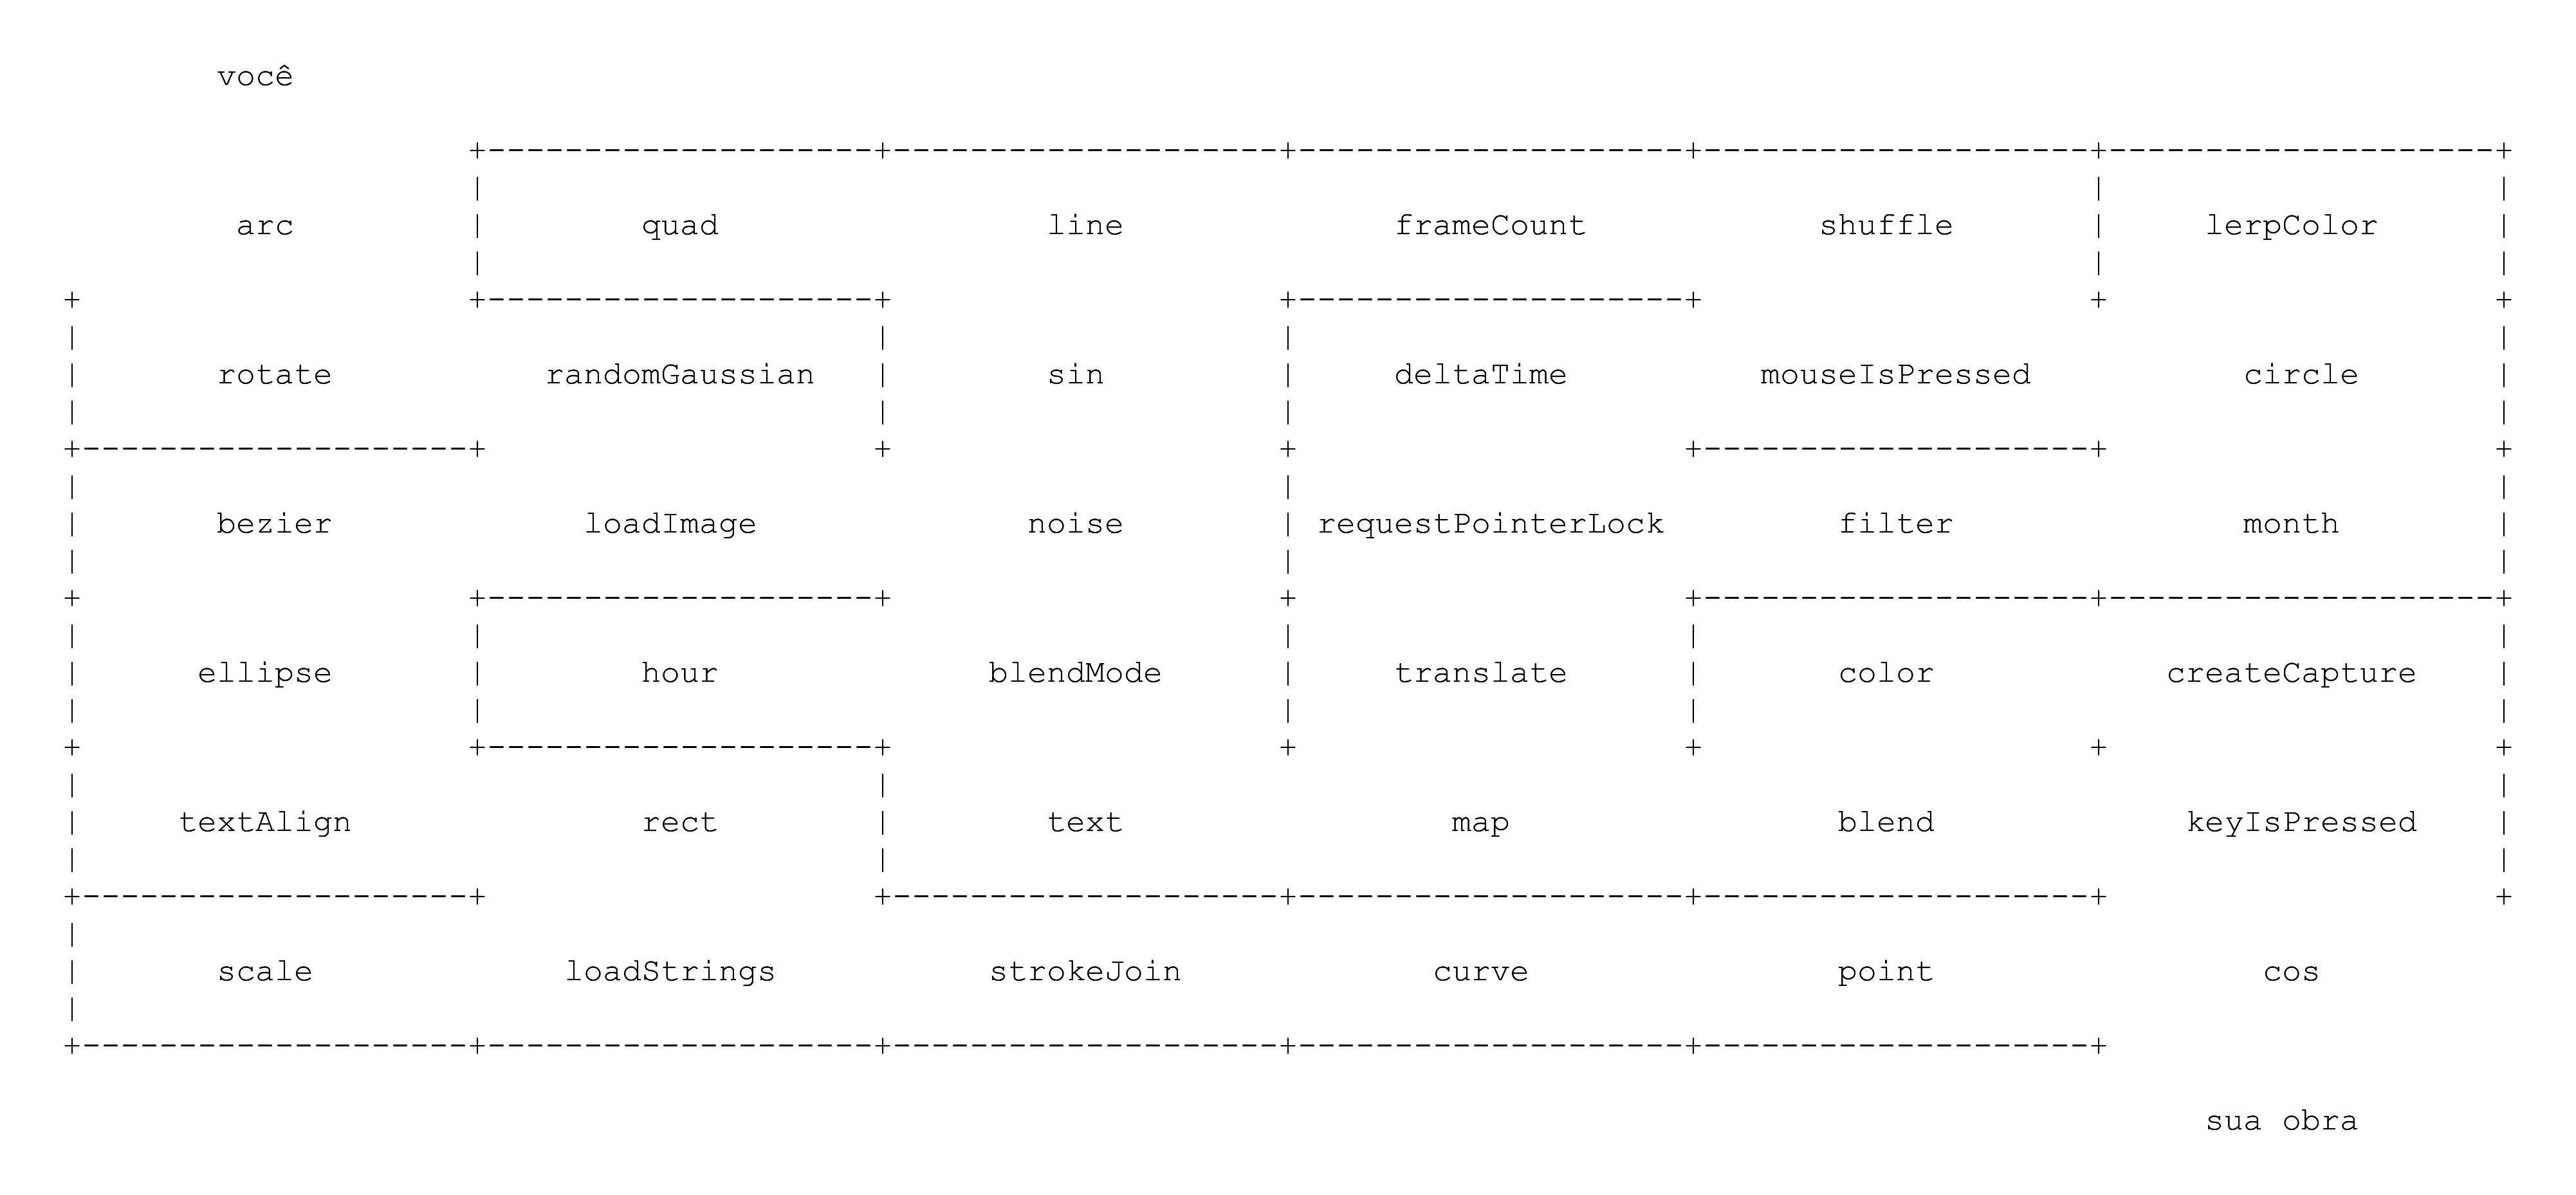 você
arc quad line frameCount shuffle lerpColor
rotate randomGaussian sin deltaTime mouseIsPressed circle
bezier loadImage noise requestPointerLock filter month
ellipse hour blendMode translate color createCapture
textAlign rect text map blend keyIsPressed
scale loadStrings strokeJoin curve point cos
sua obra